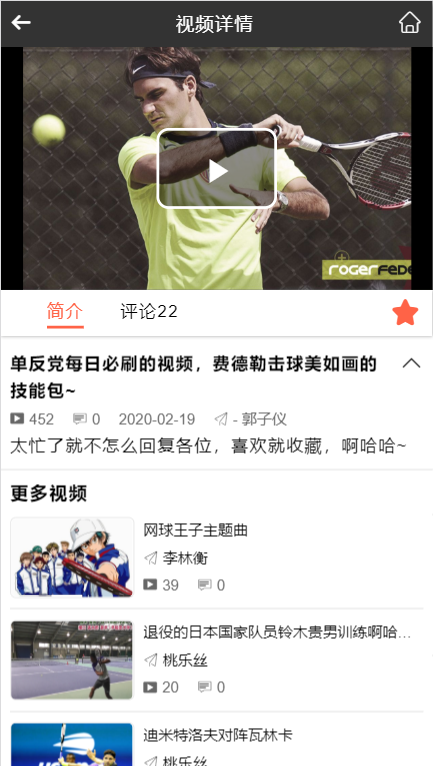 视频详情
ROGERFEDE
简介 评论22
单反党每日必刷的视频，费德勒击球美如画的
技能包~
452 0 2020-02-19 - 郭子仪
太忙了就不怎么回复各位，喜欢就收藏，啊哈哈~
更多视频
网球王子主题曲
李林衡
39 0
退役的日本国家队员铃木贵男训练啊哈...
桃乐丝
20 0
迪米特洛夫对阵瓦林卡
桃乐丝